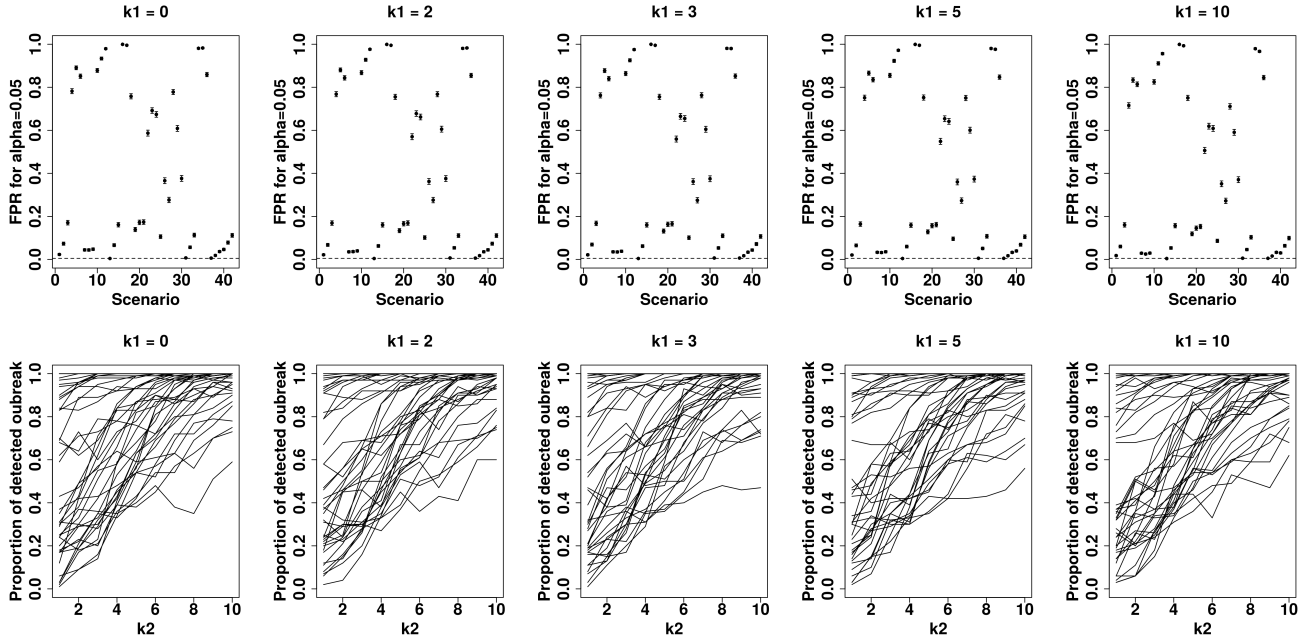 k1 = 0 k1 = 2 k1 = 3 k1 = 5 k1 = 10
FPR for alpha=0.05
0.0 0.2 0.4 0.6 0.8 1.0
0 10 20 30 40
Scenario
FPR for alpha=0.05
0.0 0.2 0.4 0.6 0.8 1.0
0 10 20 30 40
Scenario
FPR for alpha=0.05
0.0 0.2 0.4 0.6 0.8 1.0
0 10 20 30 40
Scenario
FPR for alpha=0.05
0.0 0.2 0.4 0.6 0.8 1.0
0 10 20 30 40
Scenario
FPR for alpha=0.05
0.0 0.2 0.4 0.6 0.8 1.0
0 10 20 30 40
Scenario
k1 = 0 k1 = 2 k1 = 3 k1 = 5 k1 = 10
Proportion of detected oubreak
0.0 0.2 0.4 0.6 0.8 1.0
2 4 6 8 10
k2
Proportion of detected oubreak
0.0 0.2 0.4 0.6 0.8 1.0
2 4 6 8 10
k2
Proportion of detected oubreak
0.0 0.2 0.4 0.6 0.8 1.0
2 4 6 8 10
k2
Proportion of detected oubreak
0.0 0.2 0.4 0.6 0.8 1.0
2 4 6 8 10
k2
Proportion of detected oubreak
0.0 0.2 0.4 0.6 0.8 1.0
2 4 6 8 10
k2